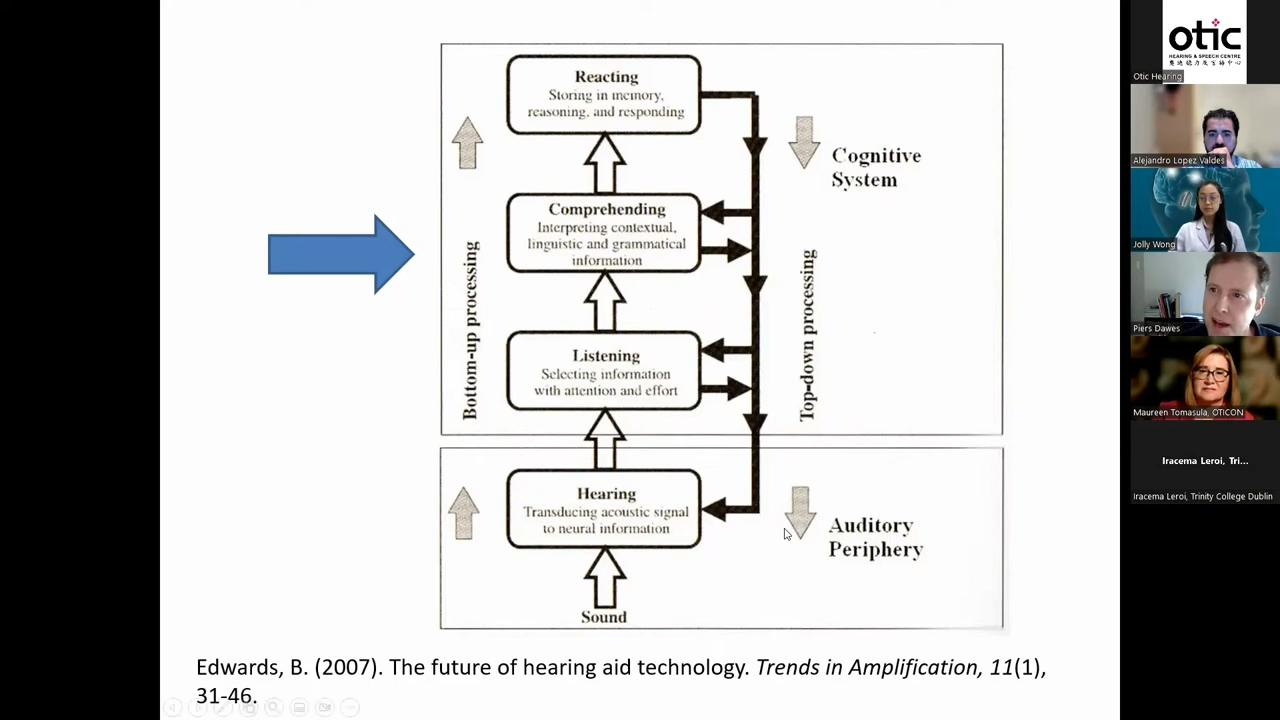 Reacting
Storing in memory,
reasoning, and responding
Comprehending
Interpreting contextual,
linguistic and grammatical
information
Listening
Selecting information
with attention and effort
Hearing
Transducing acoustic signal
to neural information
Sound
Bottom-up processing
Top-down processing
Cognitive
System
Auditory
Periphery
Edwards, B. (2007). The future of hearing aid technology. Trends in Amplification, 11(1),
31-46.
otic
HEARING & SPEECH CENTRE
Otic Hearing
Alejandro Lopez Valdes
Jolly Wong
Piers Dawes
Maureen Tomasula, OTICON
Iracema Leroi, Tri...
Iracema Leroi, Trinity College Dublin